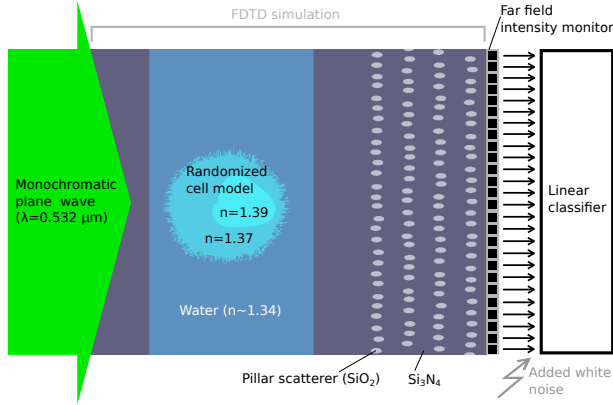 FDTD simulation
Far field
intensity monitor
Monochromatic
plane wave
(λ=0.532 μm)
Randomized
cell model
n=1.39
n=1.37
Water (n~1.34)
Linear
classifier
Pillar scatterer (SiO₂)
Si₃N₄
Added white
noise